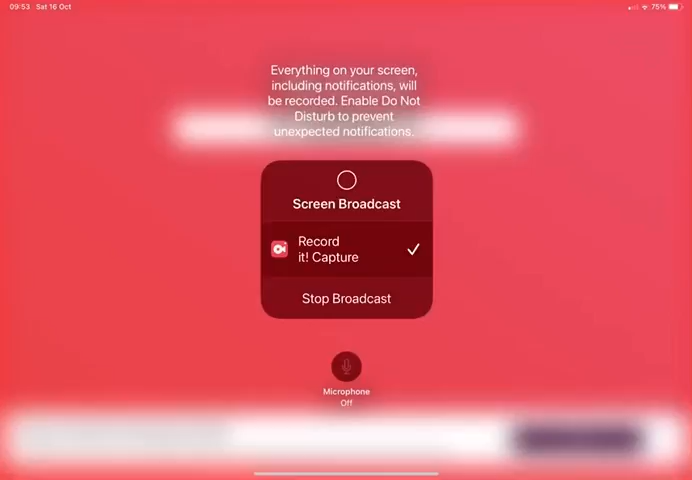 09:53 Sat 16 Oct
75%
Everything on your screen,
including notifications, will
be recorded. Enable Do Not
Disturb to prevent
unexpected notifications.
Screen Broadcast
Record
it! Capture
Stop Broadcast
Microphone
Off